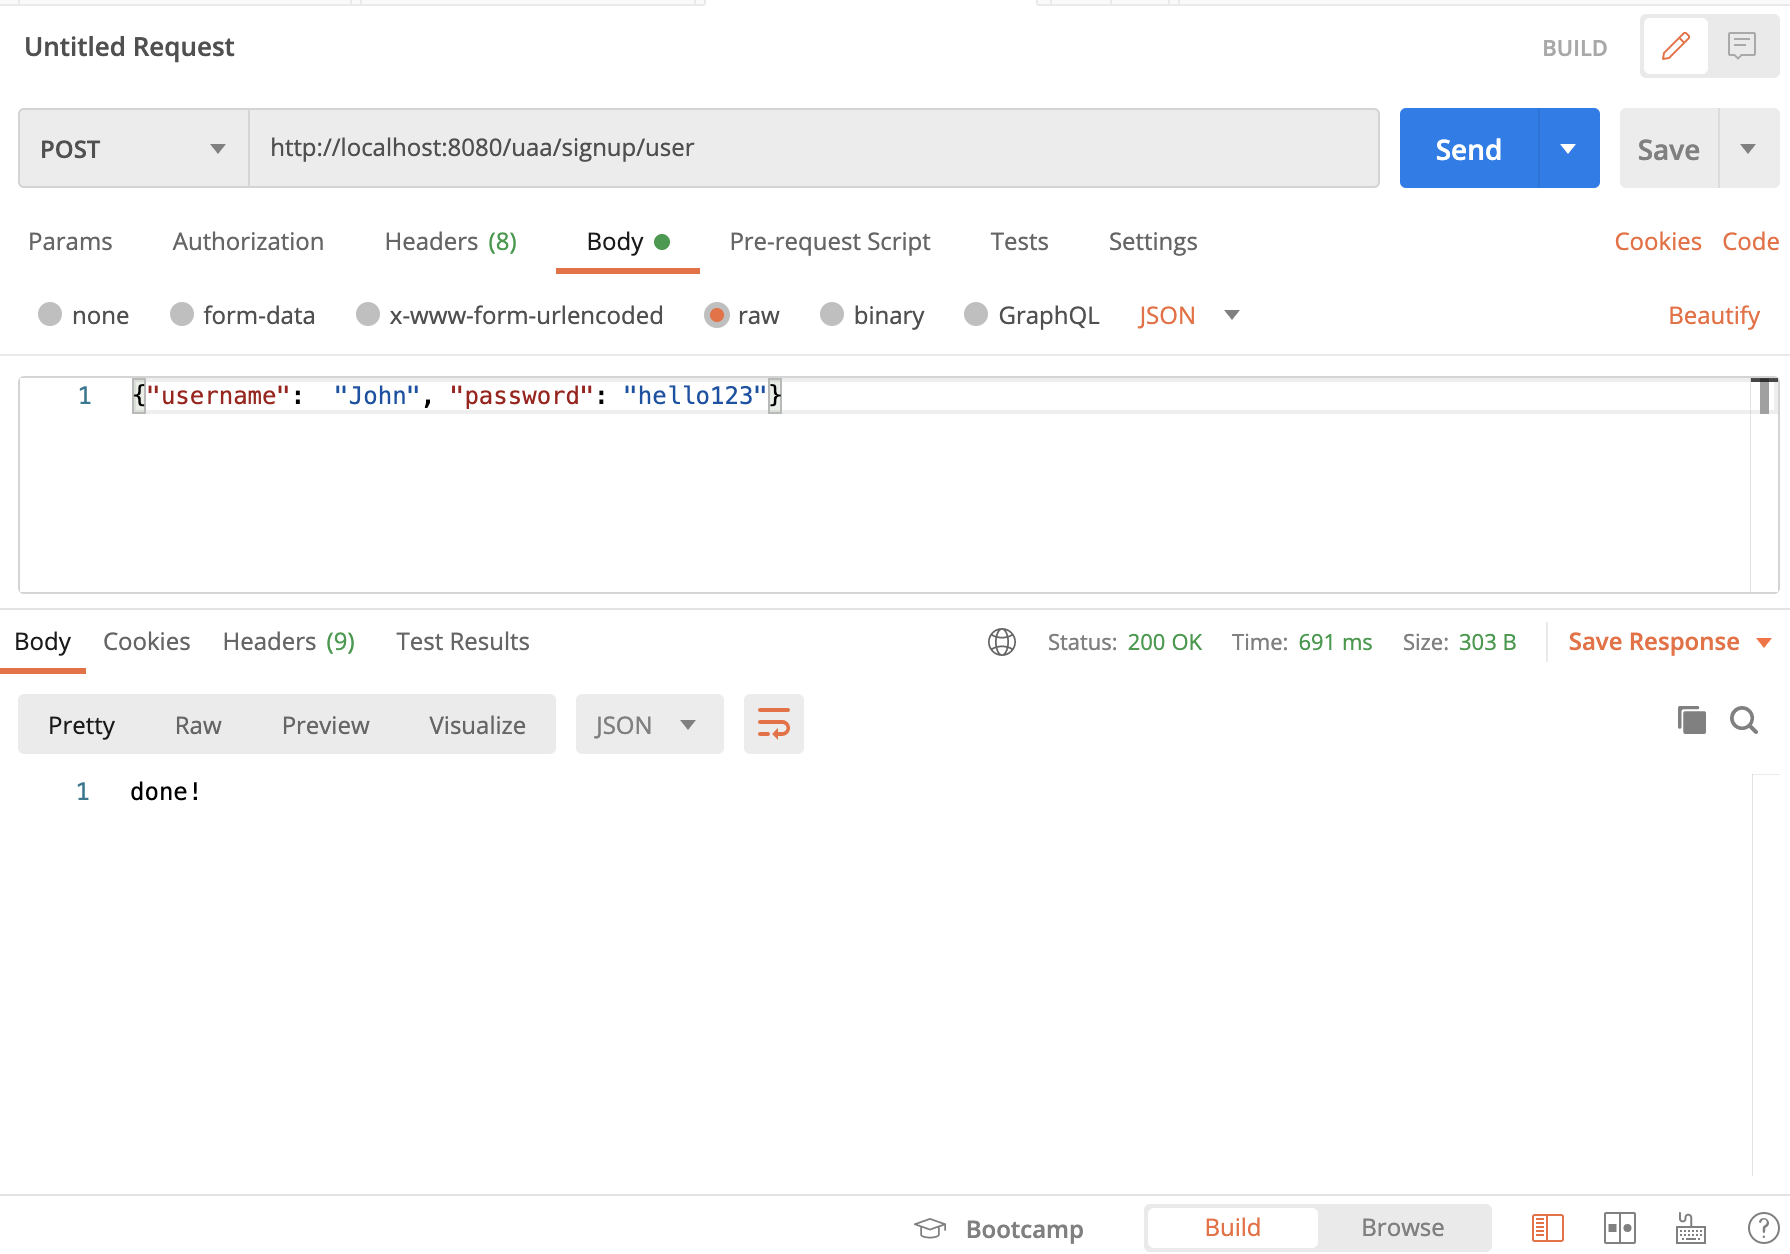 Untitled Request
BUILD
POST
http://localhost:8080/uaa/signup/user
Send
Save
Params Authorization Headers (8) Body Pre-request Script Tests Settings Cookies Code
none form-data x-www-form-urlencoded raw binary GraphQL JSON Beautify
1 {"username":  "John", "password": "hello123"}
Body Cookies Headers (9) Test Results Status: 200 OK Time: 691 ms Size: 303 B Save Response
Pretty Raw Preview Visualize JSON
1 done!
Bootcamp Build Browse ?